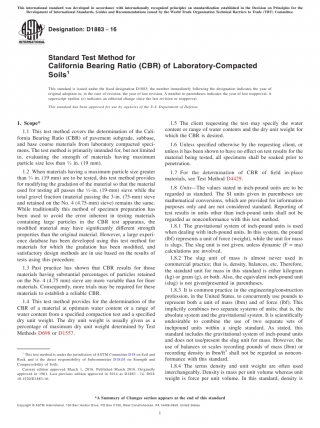 This international standard was developed in accordance with internationally recognized principles on standardization established in the Decision on Principles for the
Development of International Standards, Guides and Recommendations issued by the World Trade Organization Technical Barriers to Trade (TBT) Committee.
Designation: D1883 − 16
Standard Test Method for
California Bearing Ratio (CBR) of Laboratory-Compacted
Soils1
This standard is issued under the fixed designation D1883; the number immediately following the designation indicates the year of
original adoption or, in the case of revision, the year of last revision. A number in parentheses indicates the year of last reapproval. A
superscript epsilon (ε) indicates an editorial change since the last revision or reapproval.
This standard has been approved for use by agencies of the U.S. Department of Defense.
1. Scope*
1.1 This test method covers the determination of the Cali-
fornia Bearing Ratio (CBR) of pavement subgrade, subbase,
and base course materials from laboratory compacted speci-
mens. The test method is primarily intended for, but not limited
to, evaluating the strength of materials having maximum
particle size less than 3⁄4 in. (19 mm).
1.2 When materials having a maximum particle size greater
than 3⁄4 in. (19 mm) are to be tested, this test method provides
for modifying the gradation of the material so that the material
used for testing all passes the 3⁄4-in. (19-mm) sieve while the
total gravel fraction (material passing the 3-in. (75-mm) sieve
and retained on the No. 4 (4.75-mm) sieve) remains the same.
While traditionally this method of specimen preparation has
been used to avoid the error inherent in testing materials
containing large particles in the CBR test apparatus, the
modified material may have significantly different strength
properties than the original material. However, a large experi-
ence database has been developed using this test method for
materials for which the gradation has been modified, and
satisfactory design methods are in use based on the results of
tests using this procedure.
1.3 Past practice has shown that CBR results for those
materials having substantial percentages of particles retained
on the No. 4 (4.75 mm) sieve are more variable than for finer
materials. Consequently, more trials may be required for these
materials to establish a reliable CBR.
1.4 This test method provides for the determination of the
CBR of a material at optimum water content or a range of
water content from a specified compaction test and a specified
dry unit weight. The dry unit weight is usually given as a
percentage of maximum dry unit weight determined by Test
Methods D698 or D1557.
1.5 The client requesting the test may specify the water
content or range of water contents and the dry unit weight for
which the CBR is desired.
1.6 Unless specified otherwise by the requesting client, or
unless it has been shown to have no effect on test results for the
material being tested, all specimens shall be soaked prior to
penetration.
1.7 For the determination of CBR of field in-place
materials, see Test Method D4429.
1.8 Units—The values stated in inch-pound units are to be
regarded as standard. The SI units given in parentheses are
mathematical conversions, which are provided for information
purposes only and are not considered standard. Reporting of
test results in units other than inch-pound units shall not be
regarded as nonconformance with this test method.
1.8.1 The gravitational system of inch-pound units is used
when dealing with inch-pound units. In this system, the pound
(lbf) represents a unit of force (weight), while the unit for mass
is slugs. The slug unit is not given, unless dynamic (F = ma)
calculations are involved.
1.8.2 The slug unit of mass is almost never used in
commercial practice; that is, density, balances, etc. Therefore,
the standard unit for mass in this standard is either kilogram
(kg) or gram (g), or both. Also, the equivalent inch-pound unit
(slug) is not given/presented in parentheses.
1.8.3 It is common practice in the engineering/construction
profession, in the United States, to concurrently use pounds to
represent both a unit of mass (lbm) and of force (lbf). This
implicitly combines two separate systems of units; that is, the
absolute system and the gravitational system. It is scientifically
undesirable to combine the use of two separate sets of
inch-pound units within a single standard. As stated, this
standard includes the gravitational system of inch-pound units
and does not use/present the slug unit for mass. However, the
use of balances or scales recording pounds of mass (lbm) or
recording density in lbm/ft3 shall not be regarded as noncon-
formance with this standard.
1.8.4 The terms density and unit weight are often used
interchangeably. Density is mass per unit volume whereas unit
weight is force per unit volume. In this standard, density is
1 This test method is under the jurisdiction of ASTM Committee D18 on Soil and
Rock and is the direct responsibility of Subcommittee D18.05 on Strength and
Compressibility of Soils.
Current edition approved March 1, 2016. Published March 2016. Originally
approved in 1961. Last previous edition approved in 2014 as D1883 – 14. DOI:
10.1520/D1883-16.
*A Summary of Changes section appears at the end of this standard
Copyright © ASTM International, 100 Barr Harbor Drive, PO Box C700, West Conshohocken, PA 19428-2959. United States
1